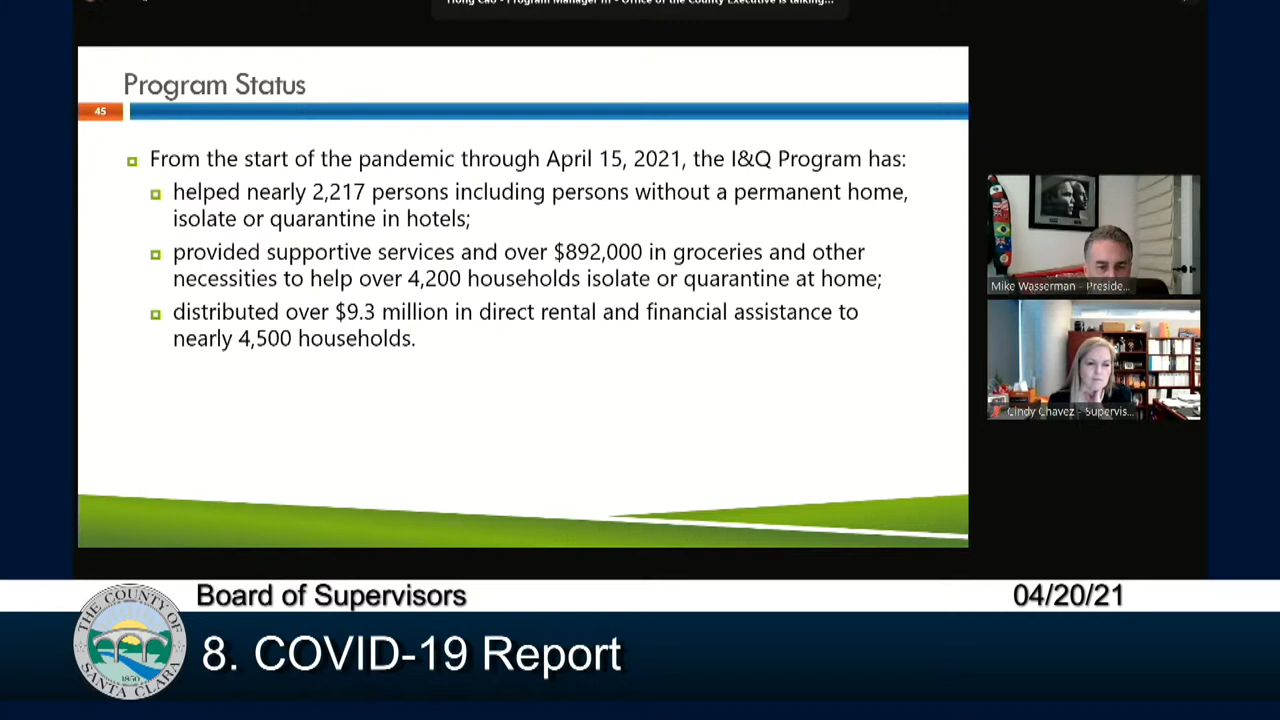 Hong Cao - Program Manager III - Office of the County Executive is talking...
Program Status
45
From the start of the pandemic through April 15, 2021, the I&Q Program has:
helped nearly 2,217 persons including persons without a permanent home,
isolate or quarantine in hotels;
provided supportive services and over $892,000 in groceries and other
necessities to help over 4,200 households isolate or quarantine at home;
distributed over $9.3 million in direct rental and financial assistance to
nearly 4,500 households.
Mike Wasserman - Preside...
Cindy Chavez - Supervis...
Board of Supervisors
04/20/21
THE COUNTY OF
SANTA CLARA
1850
8. COVID-19 Report